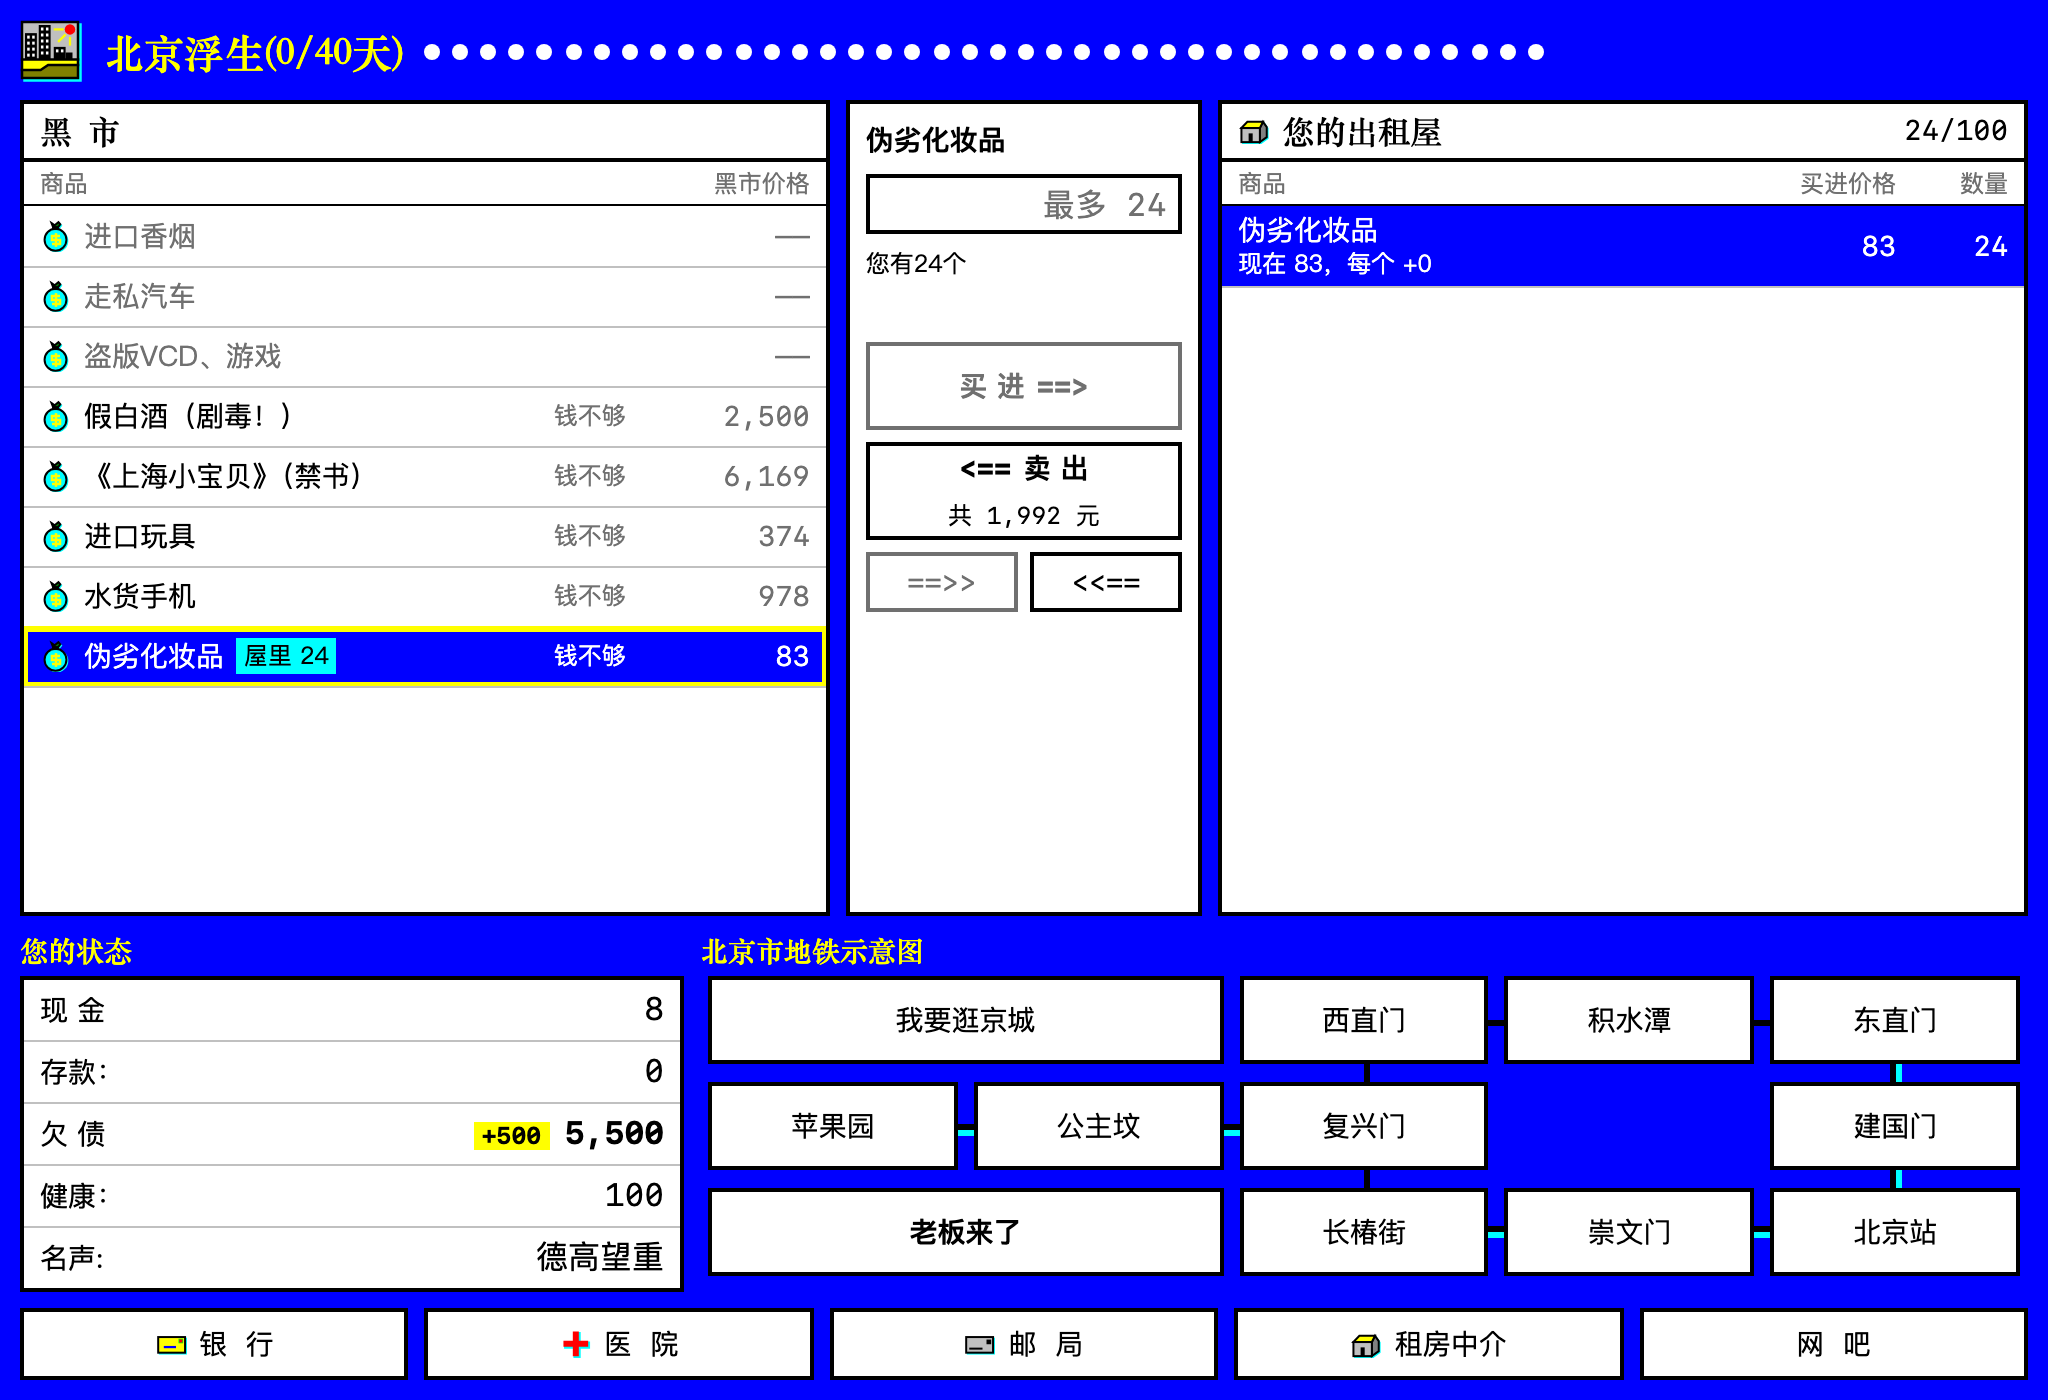 北京浮生(0/40天)
黑 市
商品 黑市价格
进口香烟 —
走私汽车 —
盗版VCD、游戏 —
假白酒（剧毒！） 钱不够 2,500
《上海小宝贝》（禁书） 钱不够 6,169
进口玩具 钱不够 374
水货手机 钱不够 978
伪劣化妆品 屋里 24 钱不够 83
伪劣化妆品
最多 24
您有24个
买 进 ==>
<== 卖 出
共 1,992 元
==>> <<==
您的出租屋 24/100
商品 买进价格 数量
伪劣化妆品 83 24
现在 83，每个 +0
您的状态
现 金 8
存款： 0
欠 债 +500 5,500
健康： 100
名声: 德高望重
北京市地铁示意图
我要逛京城 西直门 积水潭 东直门
苹果园 公主坟 复兴门 建国门
老板来了 长椿街 崇文门 北京站
银 行 医 院 邮 局 租房中介 网 吧